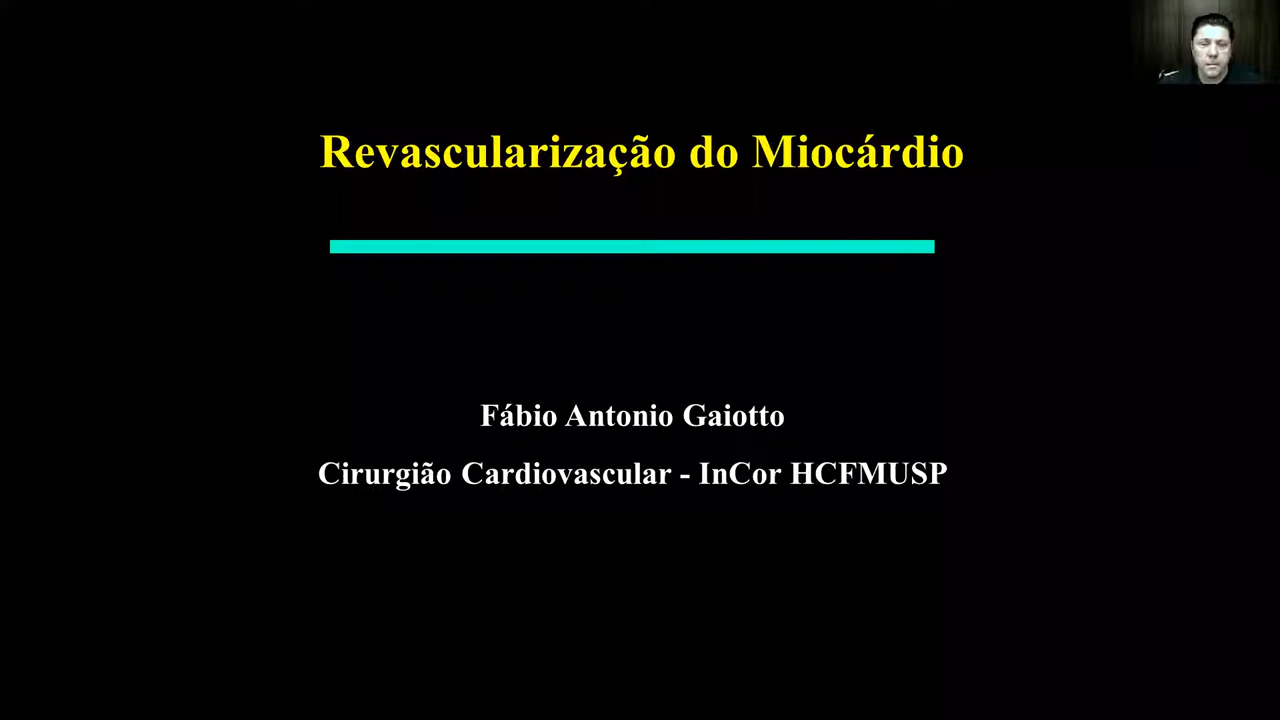 Revascularização do Miocárdio
Fábio Antonio Gaiotto
Cirurgião Cardiovascular - InCor HCFMUSP